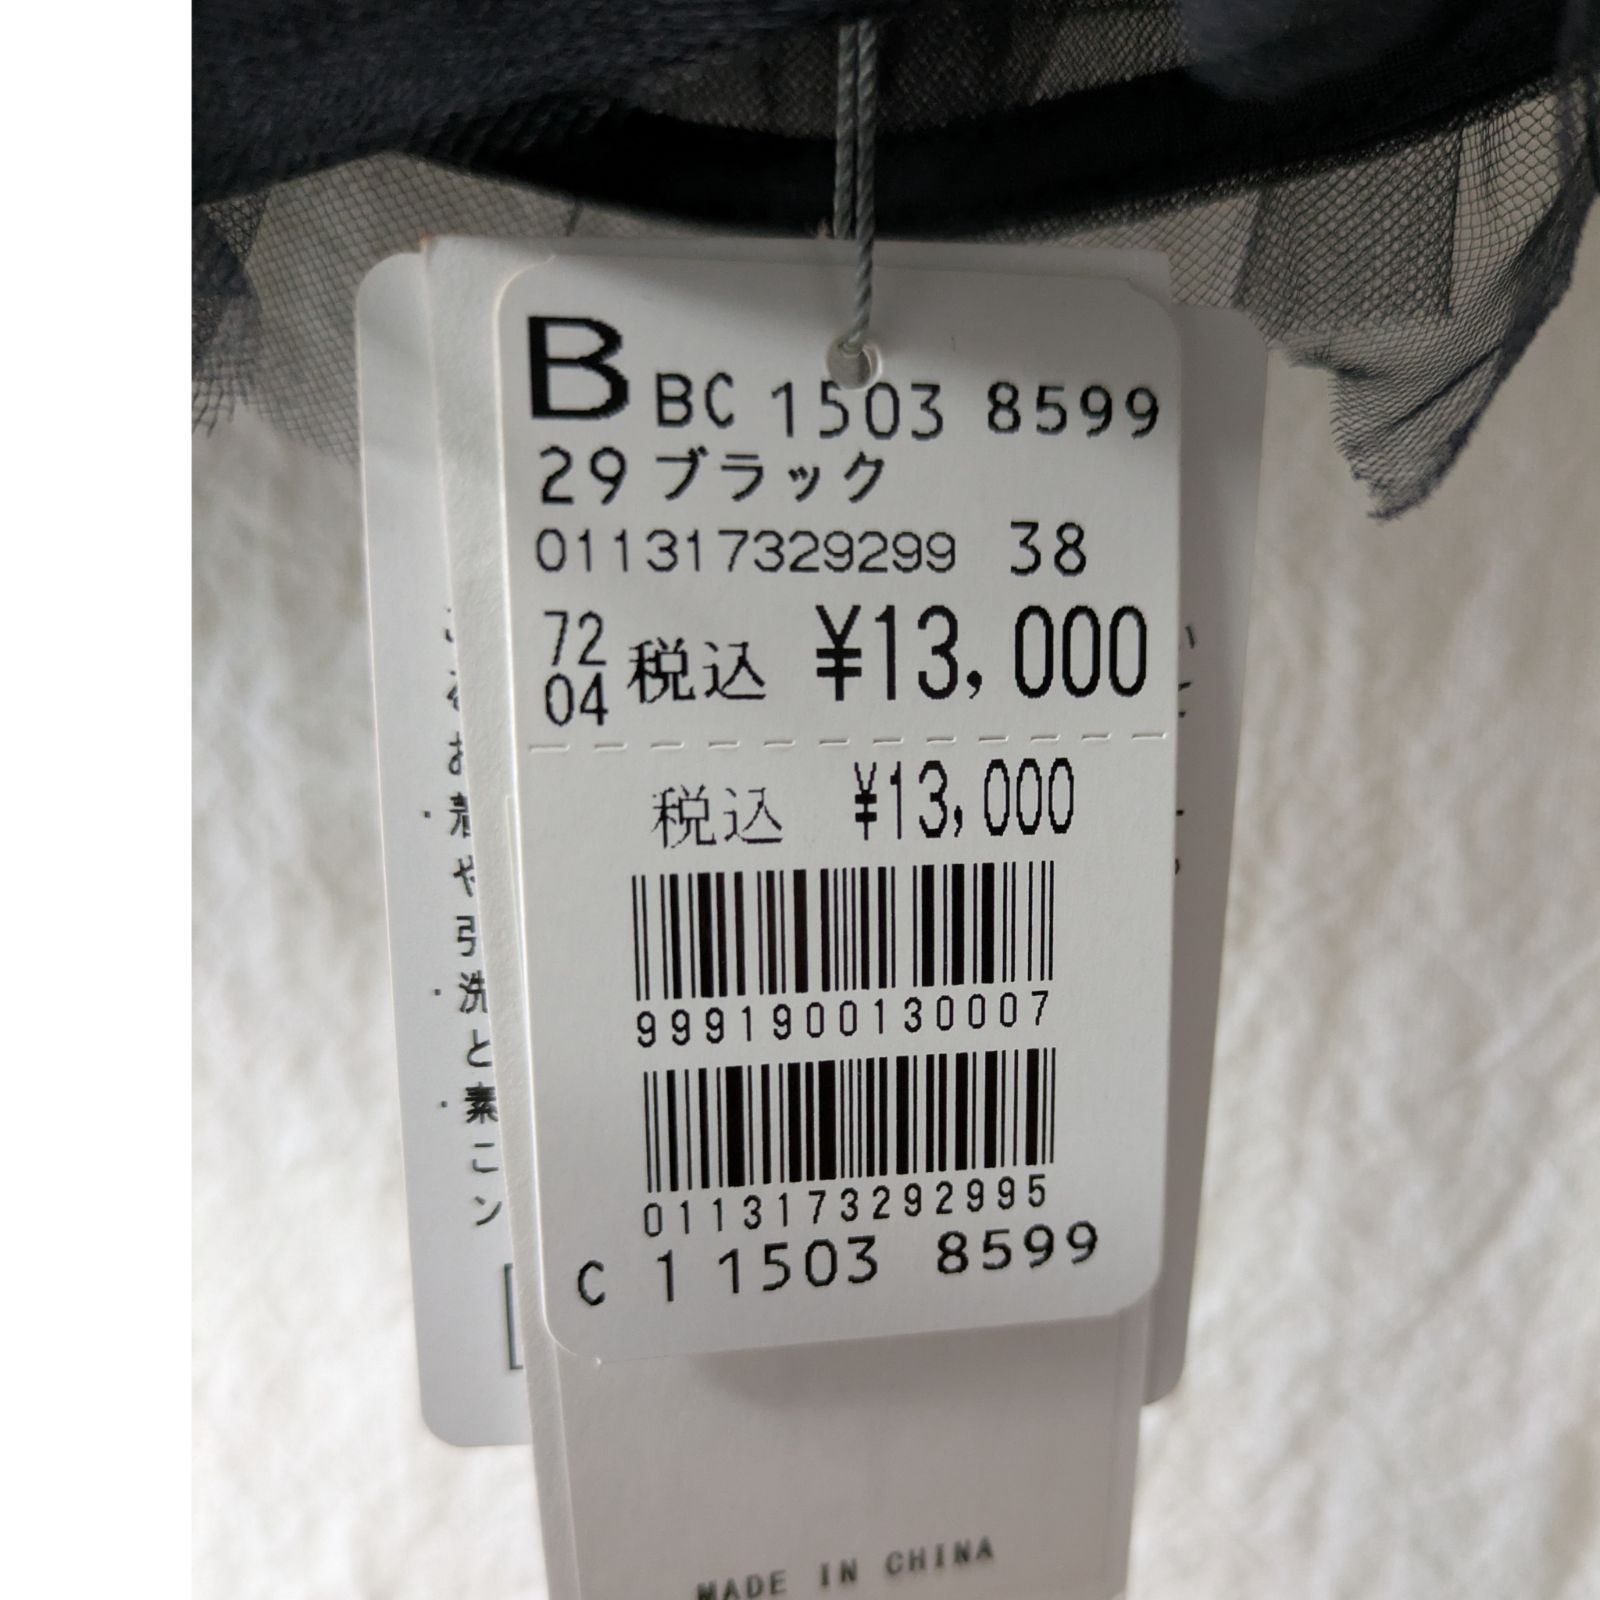 B BC 1503 8599
29 ブラック
011317329299 38
72
04 税込 ¥13,000
税込 ¥13,000
9991900130007
0113173292995
C 1 1503 8599
MADE IN CHINA
お
着
や
引
洗
と
素
こ
ン